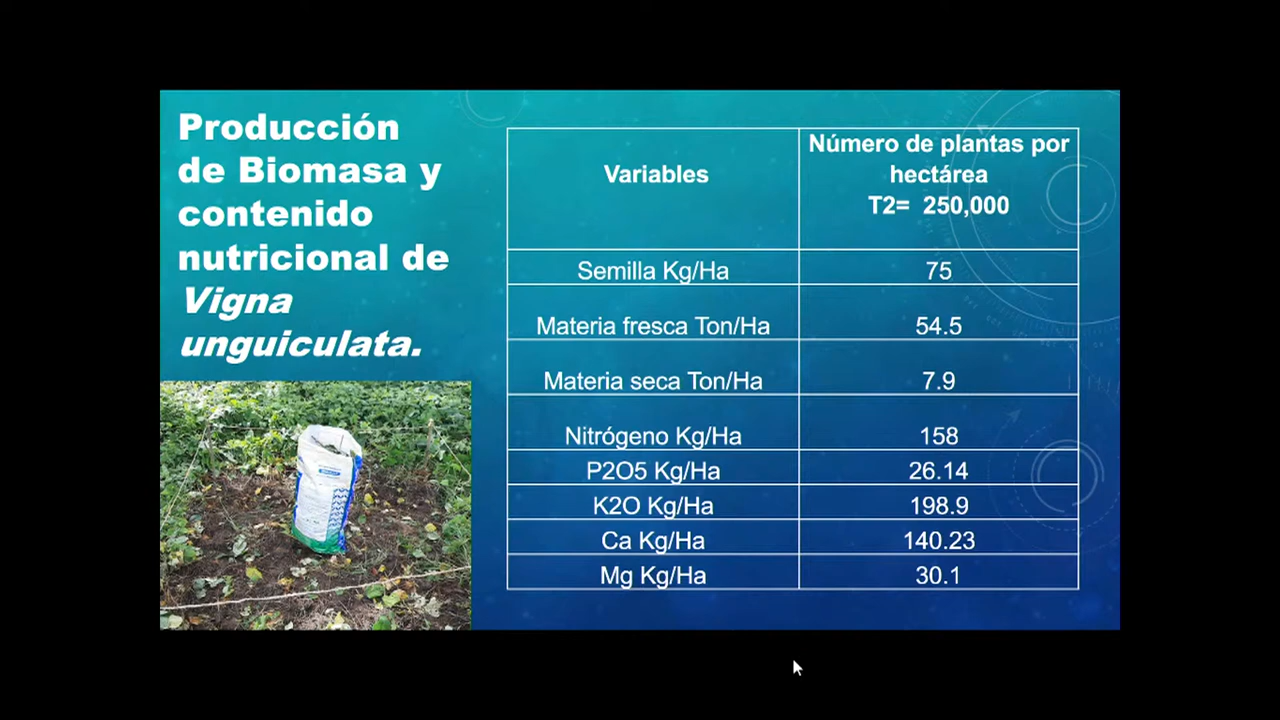 Producción
de Biomasa y
contenido
nutricional de
Vigna
unguiculata.
Variables
Número de plantas por
hectárea
T2= 250,000
Semilla Kg/Ha 75
Materia fresca Ton/Ha 54.5
Materia seca Ton/Ha 7.9
Nitrógeno Kg/Ha 158
P2O5 Kg/Ha 26.14
K2O Kg/Ha 198.9
Ca Kg/Ha 140.23
Mg Kg/Ha 30.1